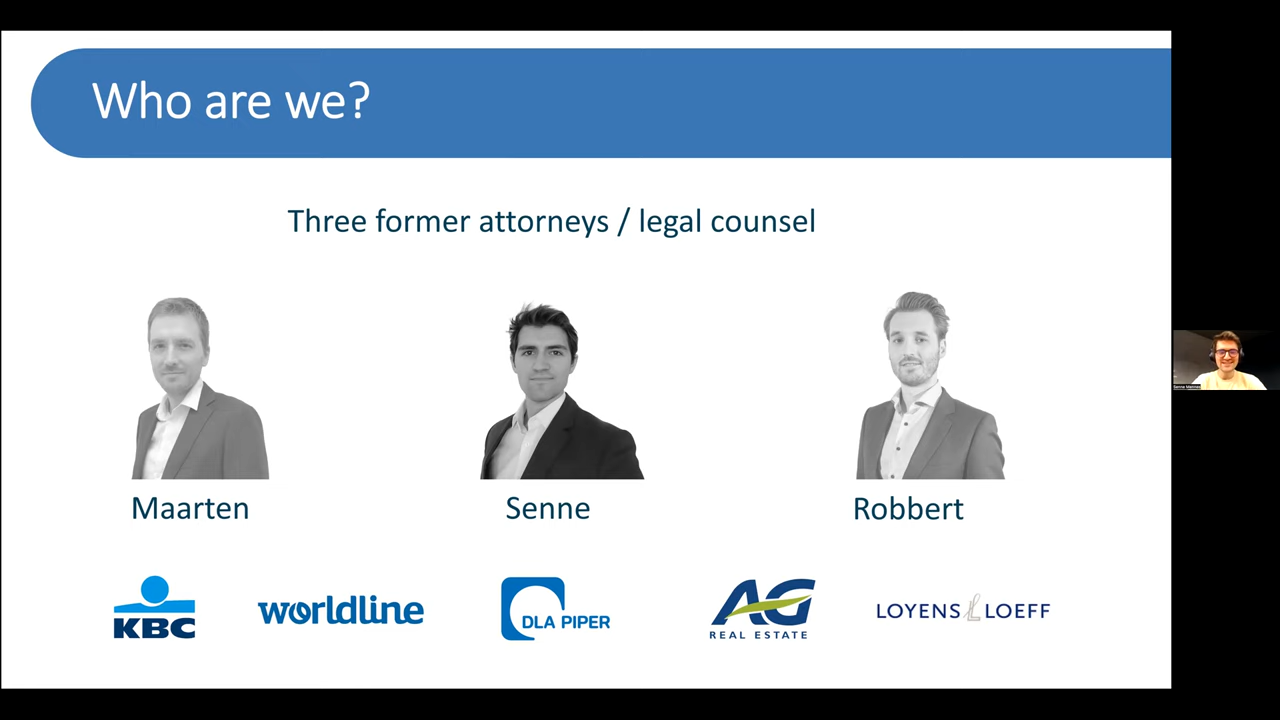 Who are we?
Three former attorneys / legal counsel
Maarten
Senne
Robbert
KBC
worldline
DLA PIPER
AG
REAL ESTATE
LOYENS LOEFF
Senne